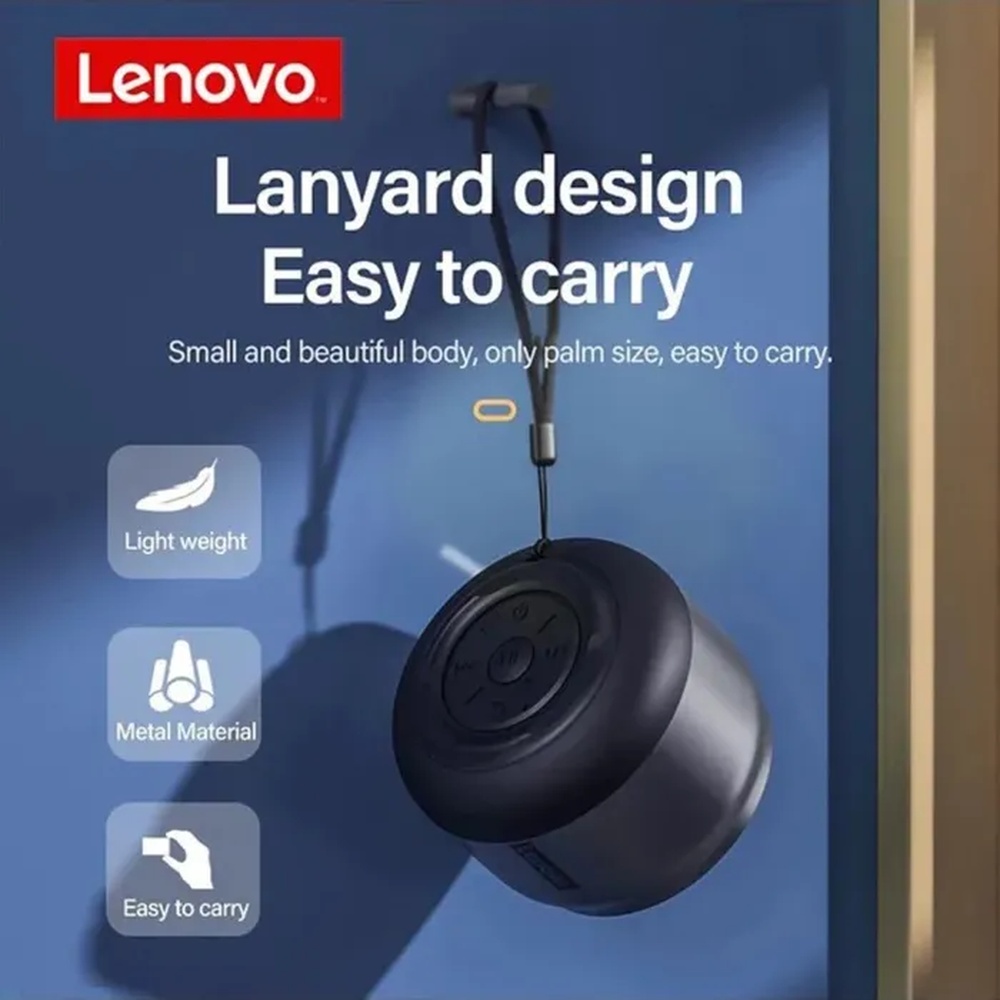 Lenovo
Lanyard design
Easy to carry
Small and beautiful body, only palm size, easy to carry.
Light weight
Metal Material
Easy to carry